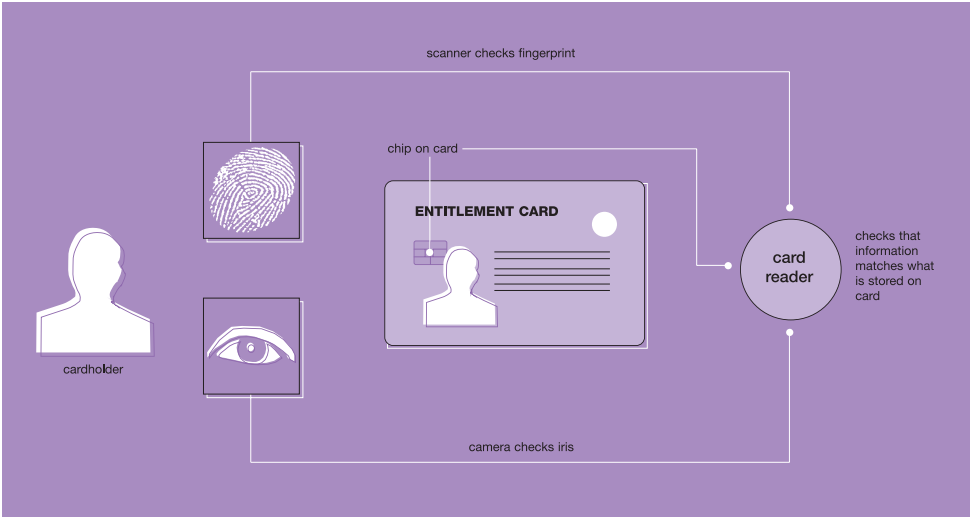 scanner checks fingerprint
chip on card
ENTITLEMENT CARD
card
reader
checks that
information
matches what
is stored on
card
cardholder
camera checks iris